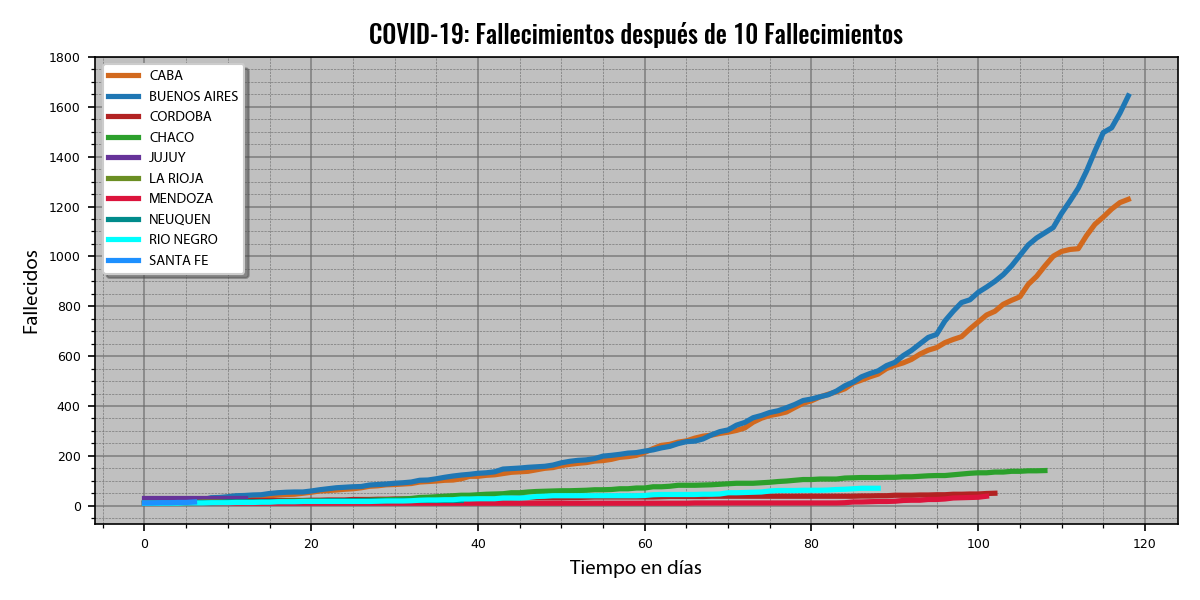 COVID-19: Fallecimientos después de 10 Fallecimientos
1800
1600
1400
1200
1000
800
600
400
200
0
Fallecidos
CABA
BUENOS AIRES
CORDOBA
CHACO
JUJUY
LA RIOJA
MENDOZA
NEUQUEN
RIO NEGRO
SANTA FE
0 20 40 60 80 100 120
Tiempo en días